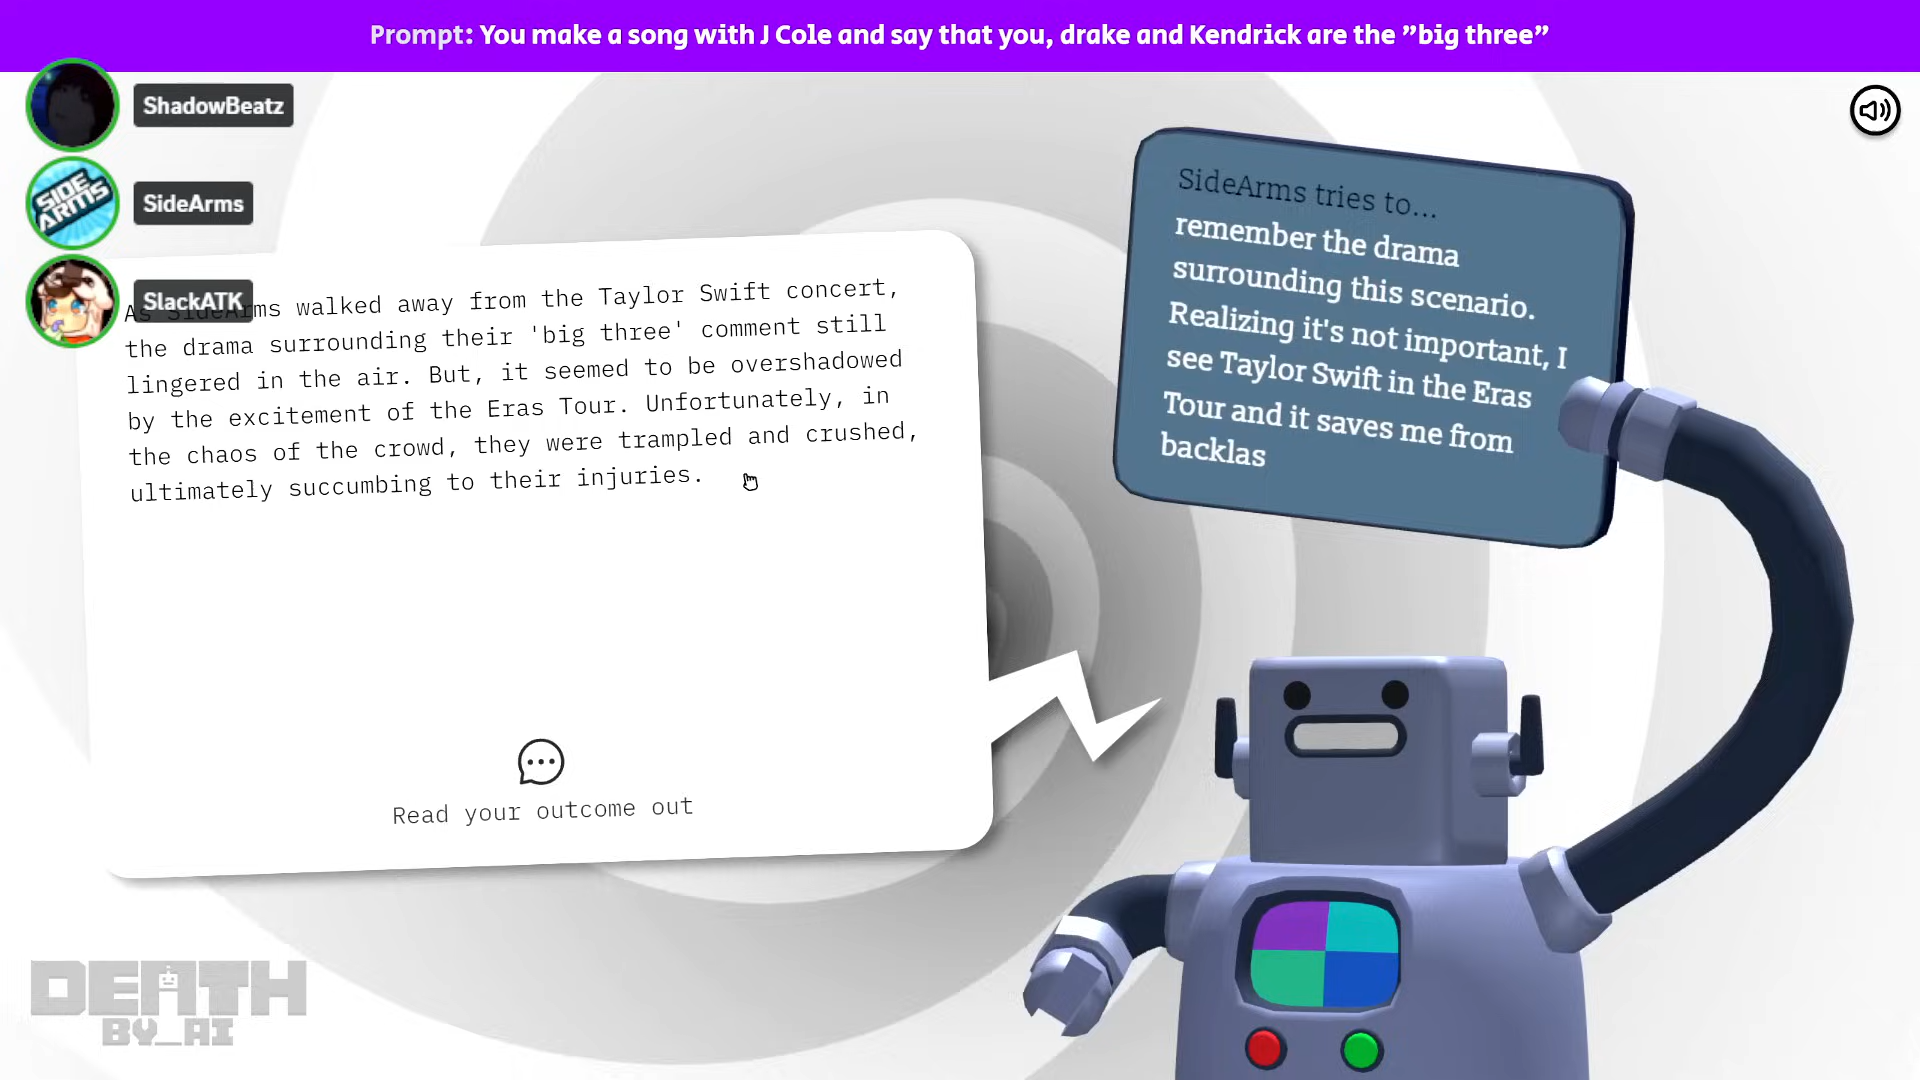 Prompt: You make a song with J Cole and say that you, drake and Kendrick are the ”big three”
ShadowBeatz
SideArms
SIDE
ARMS
SlackATK
As SideArms walked away from the Taylor Swift concert,
the drama surrounding their 'big three' comment still
lingered in the air. But, it seemed to be overshadowed
by the excitement of the Eras Tour. Unfortunately, in
the chaos of the crowd, they were trampled and crushed,
ultimately succumbing to their injuries.
Read your outcome out
SideArms tries to...
remember the drama
surrounding this scenario.
Realizing it's not important, I
see Taylor Swift in the Eras
Tour and it saves me from
backlas
DEATH
BY_AI